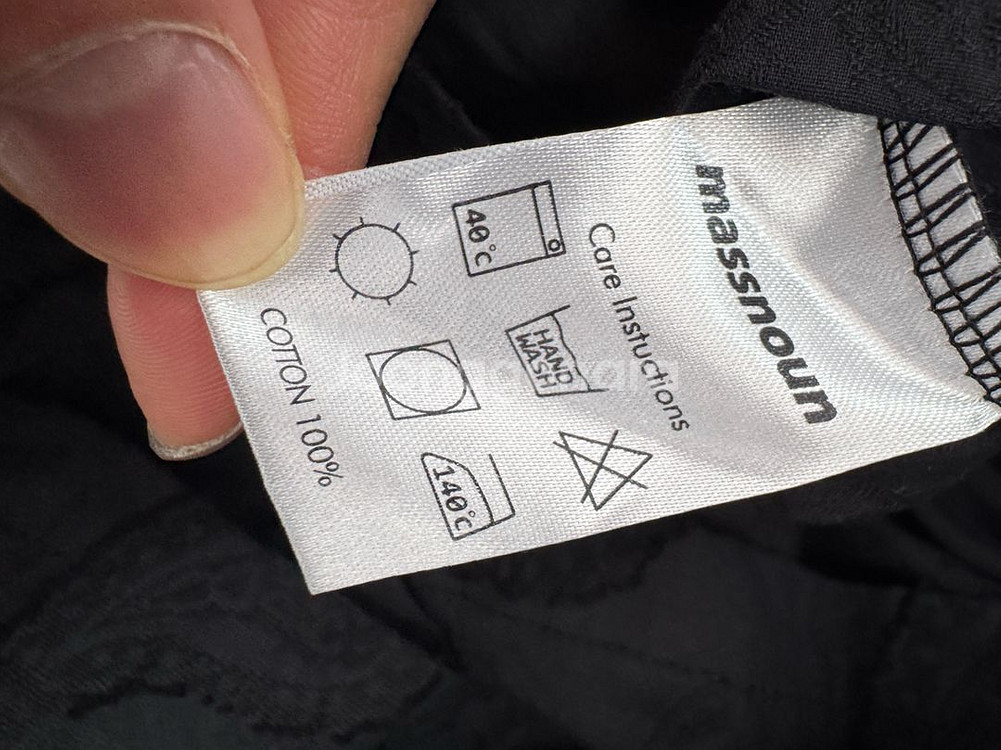 massnoun
Care Instuctions
40°C
HAND
WASH
140°C
COTTON 100%